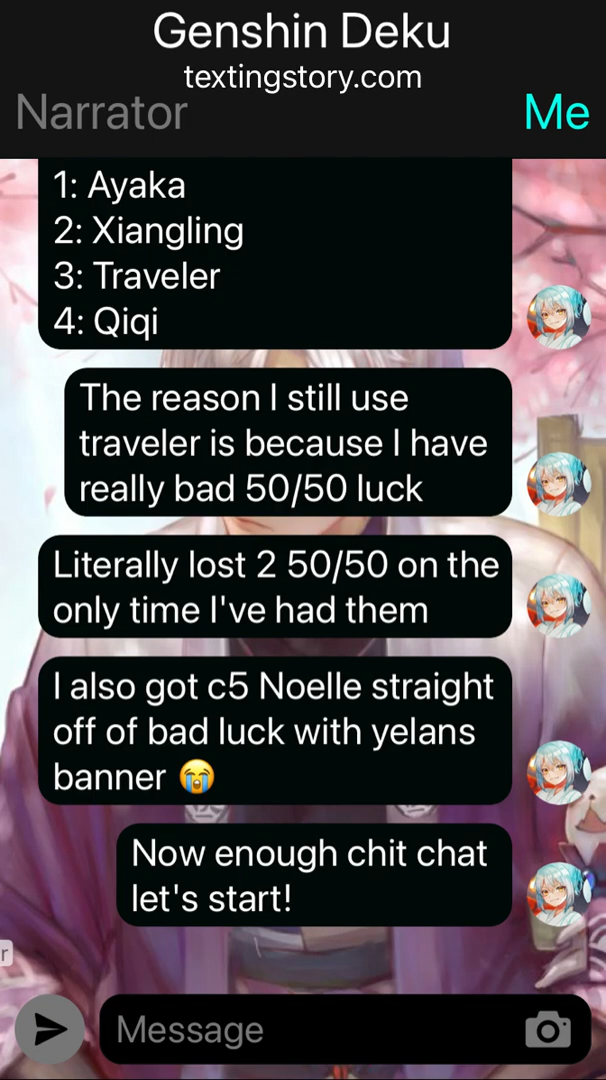 Genshin Deku
textingstory.com
Narrator
Me
1: Ayaka
2: Xiangling
3: Traveler
4: Qiqi
The reason I still use
traveler is because I have
really bad 50/50 luck
Literally lost 2 50/50 on the
only time I've had them
I also got c5 Noelle straight
off of bad luck with yelans
banner 😭
Now enough chit chat
let's start!
r
Message